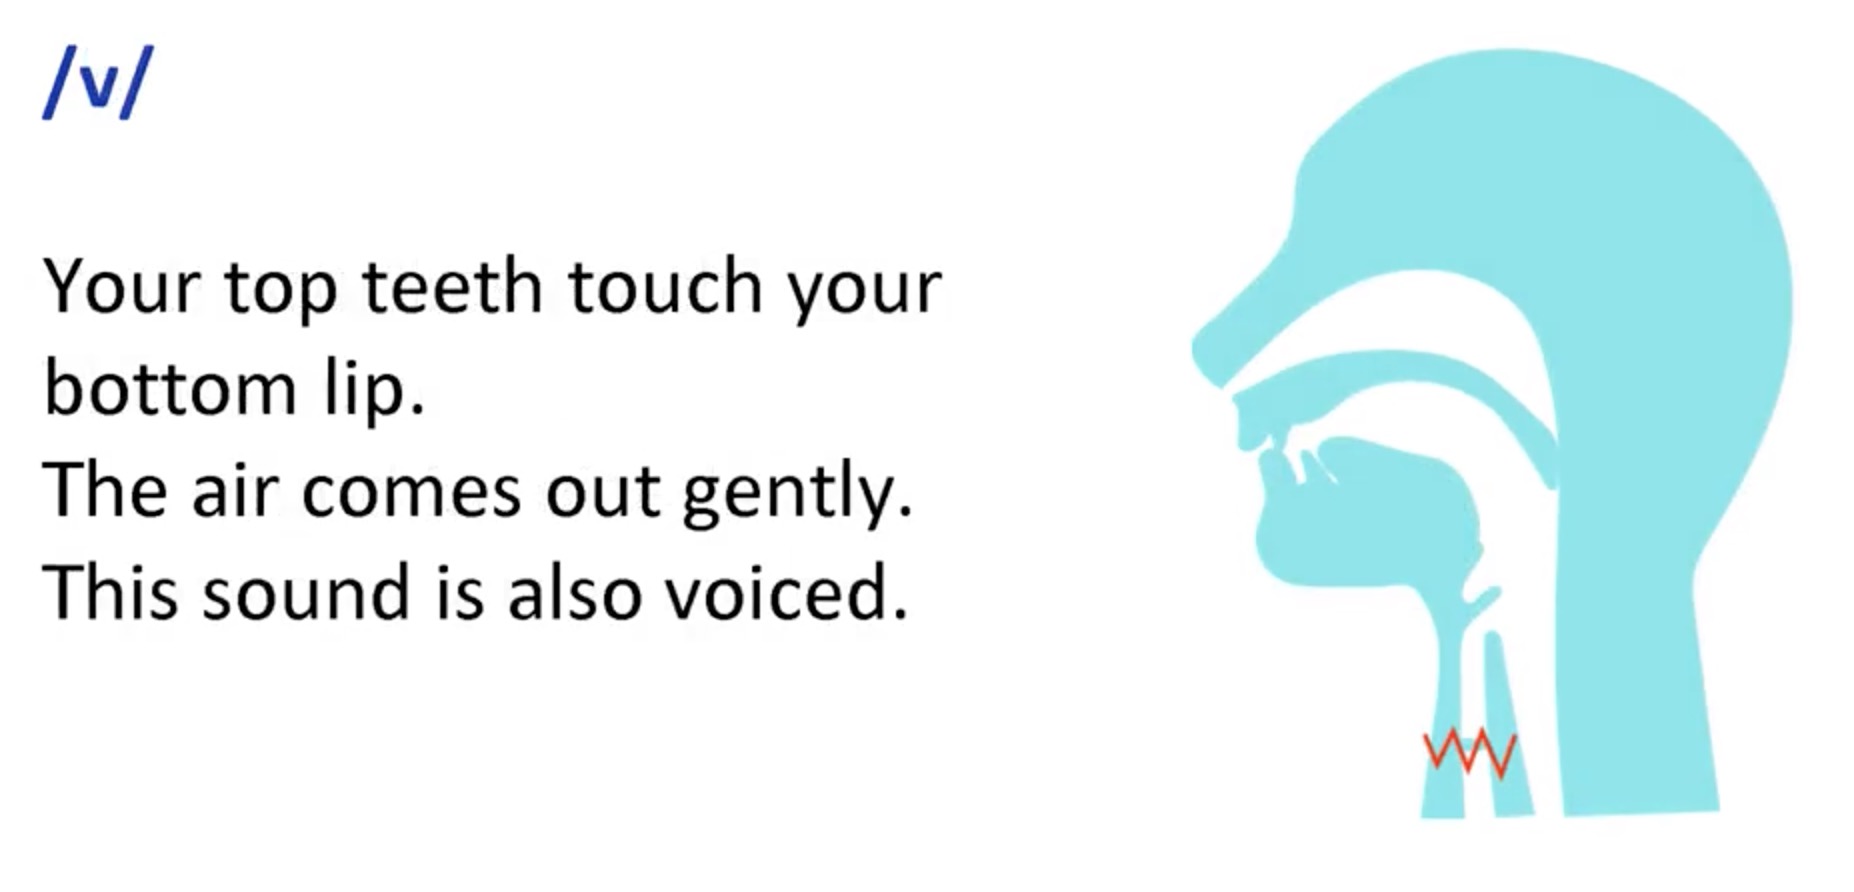 /v/
Your top teeth touch your
bottom lip.
The air comes out gently.
This sound is also voiced.